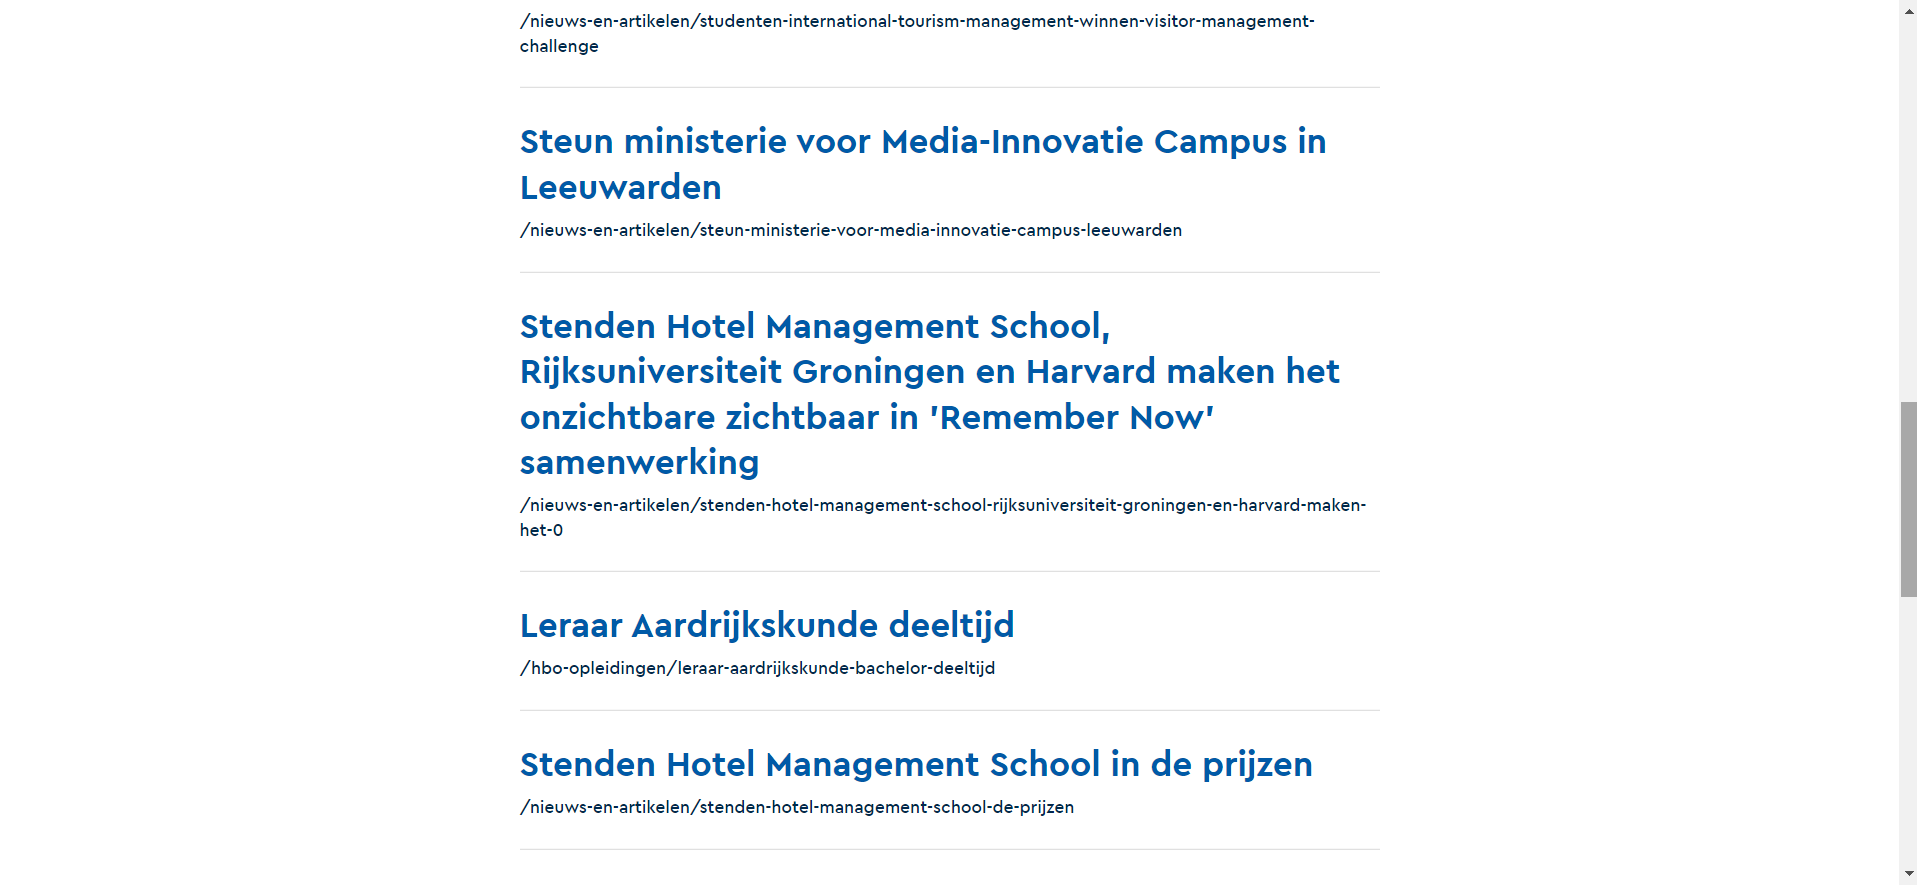 /nieuws-en-artikelen/studenten-international-tourism-management-winnen-visitor-management-
challenge
Steun ministerie voor Media-Innovatie Campus in
Leeuwarden
/nieuws-en-artikelen/steun-ministerie-voor-media-innovatie-campus-leeuwarden
Stenden Hotel Management School,
Rijksuniversiteit Groningen en Harvard maken het
onzichtbare zichtbaar in 'Remember Now'
samenwerking
/nieuws-en-artikelen/stenden-hotel-management-school-rijksuniversiteit-groningen-en-harvard-maken-
het-0
Leraar Aardrijkskunde deeltijd
/hbo-opleidingen/leraar-aardrijkskunde-bachelor-deeltijd
Stenden Hotel Management School in de prijzen
/nieuws-en-artikelen/stenden-hotel-management-school-de-prijzen